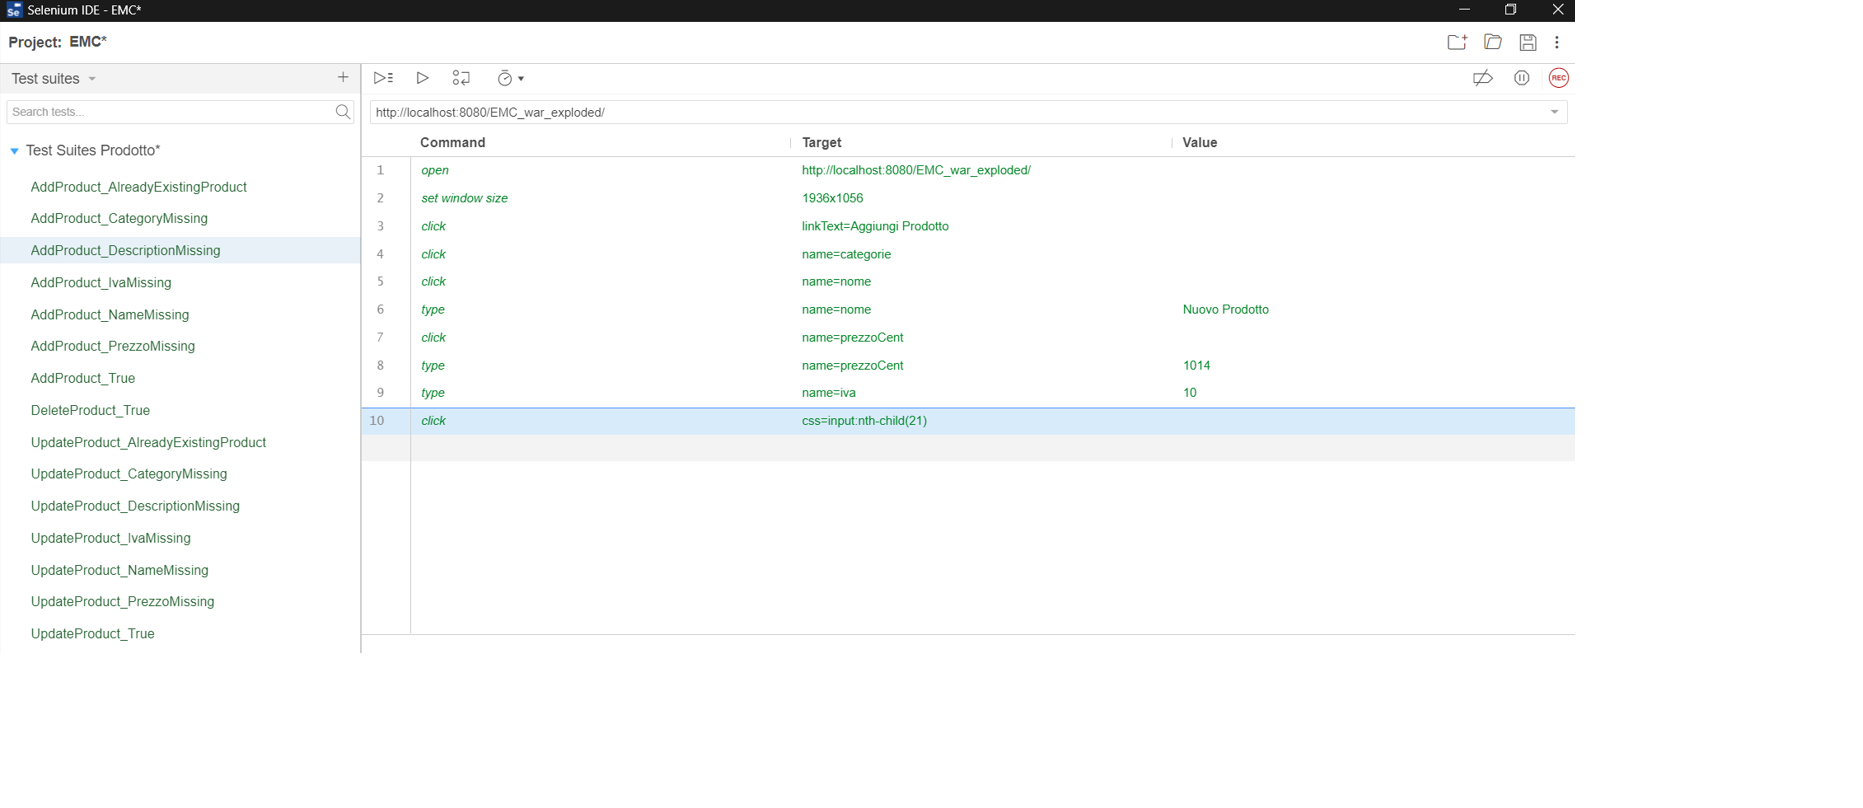 Se Selenium IDE - EMC*
Project: EMC*
Test suites
Search tests...
Test Suites Prodotto*
AddProduct_AlreadyExistingProduct
AddProduct_CategoryMissing
AddProduct_DescriptionMissing
AddProduct_IvaMissing
AddProduct_NameMissing
AddProduct_PrezzoMissing
AddProduct_True
DeleteProduct_True
UpdateProduct_AlreadyExistingProduct
UpdateProduct_CategoryMissing
UpdateProduct_DescriptionMissing
UpdateProduct_IvaMissing
UpdateProduct_NameMissing
UpdateProduct_PrezzoMissing
UpdateProduct_True
REC
http://localhost:8080/EMC_war_exploded/
Command Target Value
1 open http://localhost:8080/EMC_war_exploded/
2 set window size 1936x1056
3 click linkText=Aggiungi Prodotto
4 click name=categorie
5 click name=nome
6 type name=nome Nuovo Prodotto
7 click name=prezzoCent
8 type name=prezzoCent 1014
9 type name=iva 10
10 click css=input:nth-child(21)